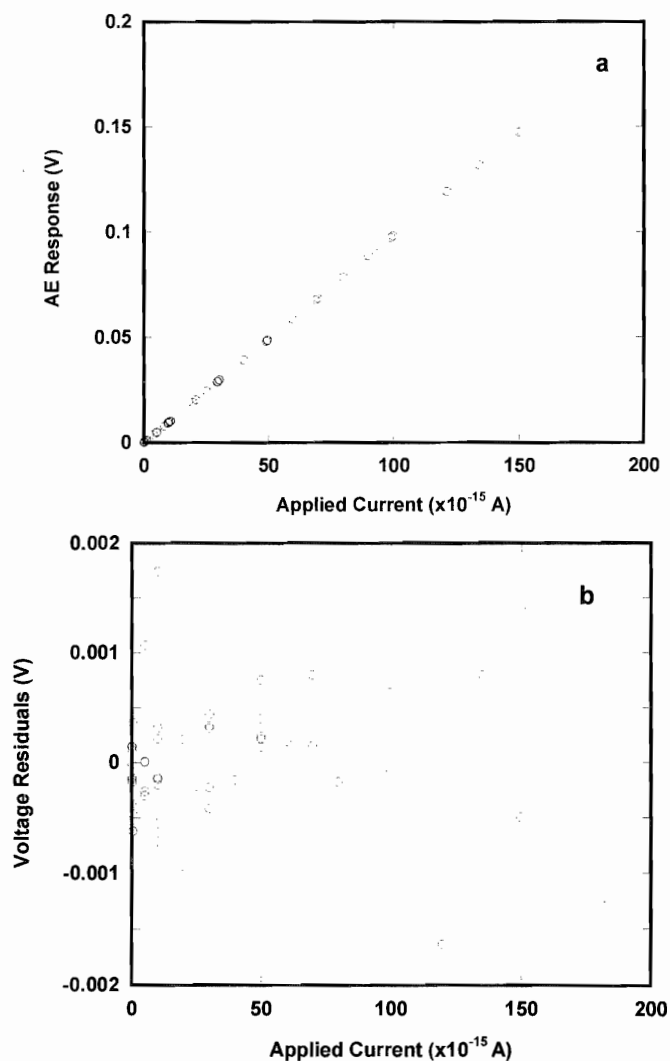 0.2
a
0.15
0.1
0.05
0
AE Response (V)
0 50 100 150 200
Applied Current (x10⁻¹⁵ A)
0.002
b
0.001
0
-0.001
-0.002
Voltage Residuals (V)
0 50 100 150 200
Applied Current (x10⁻¹⁵ A)